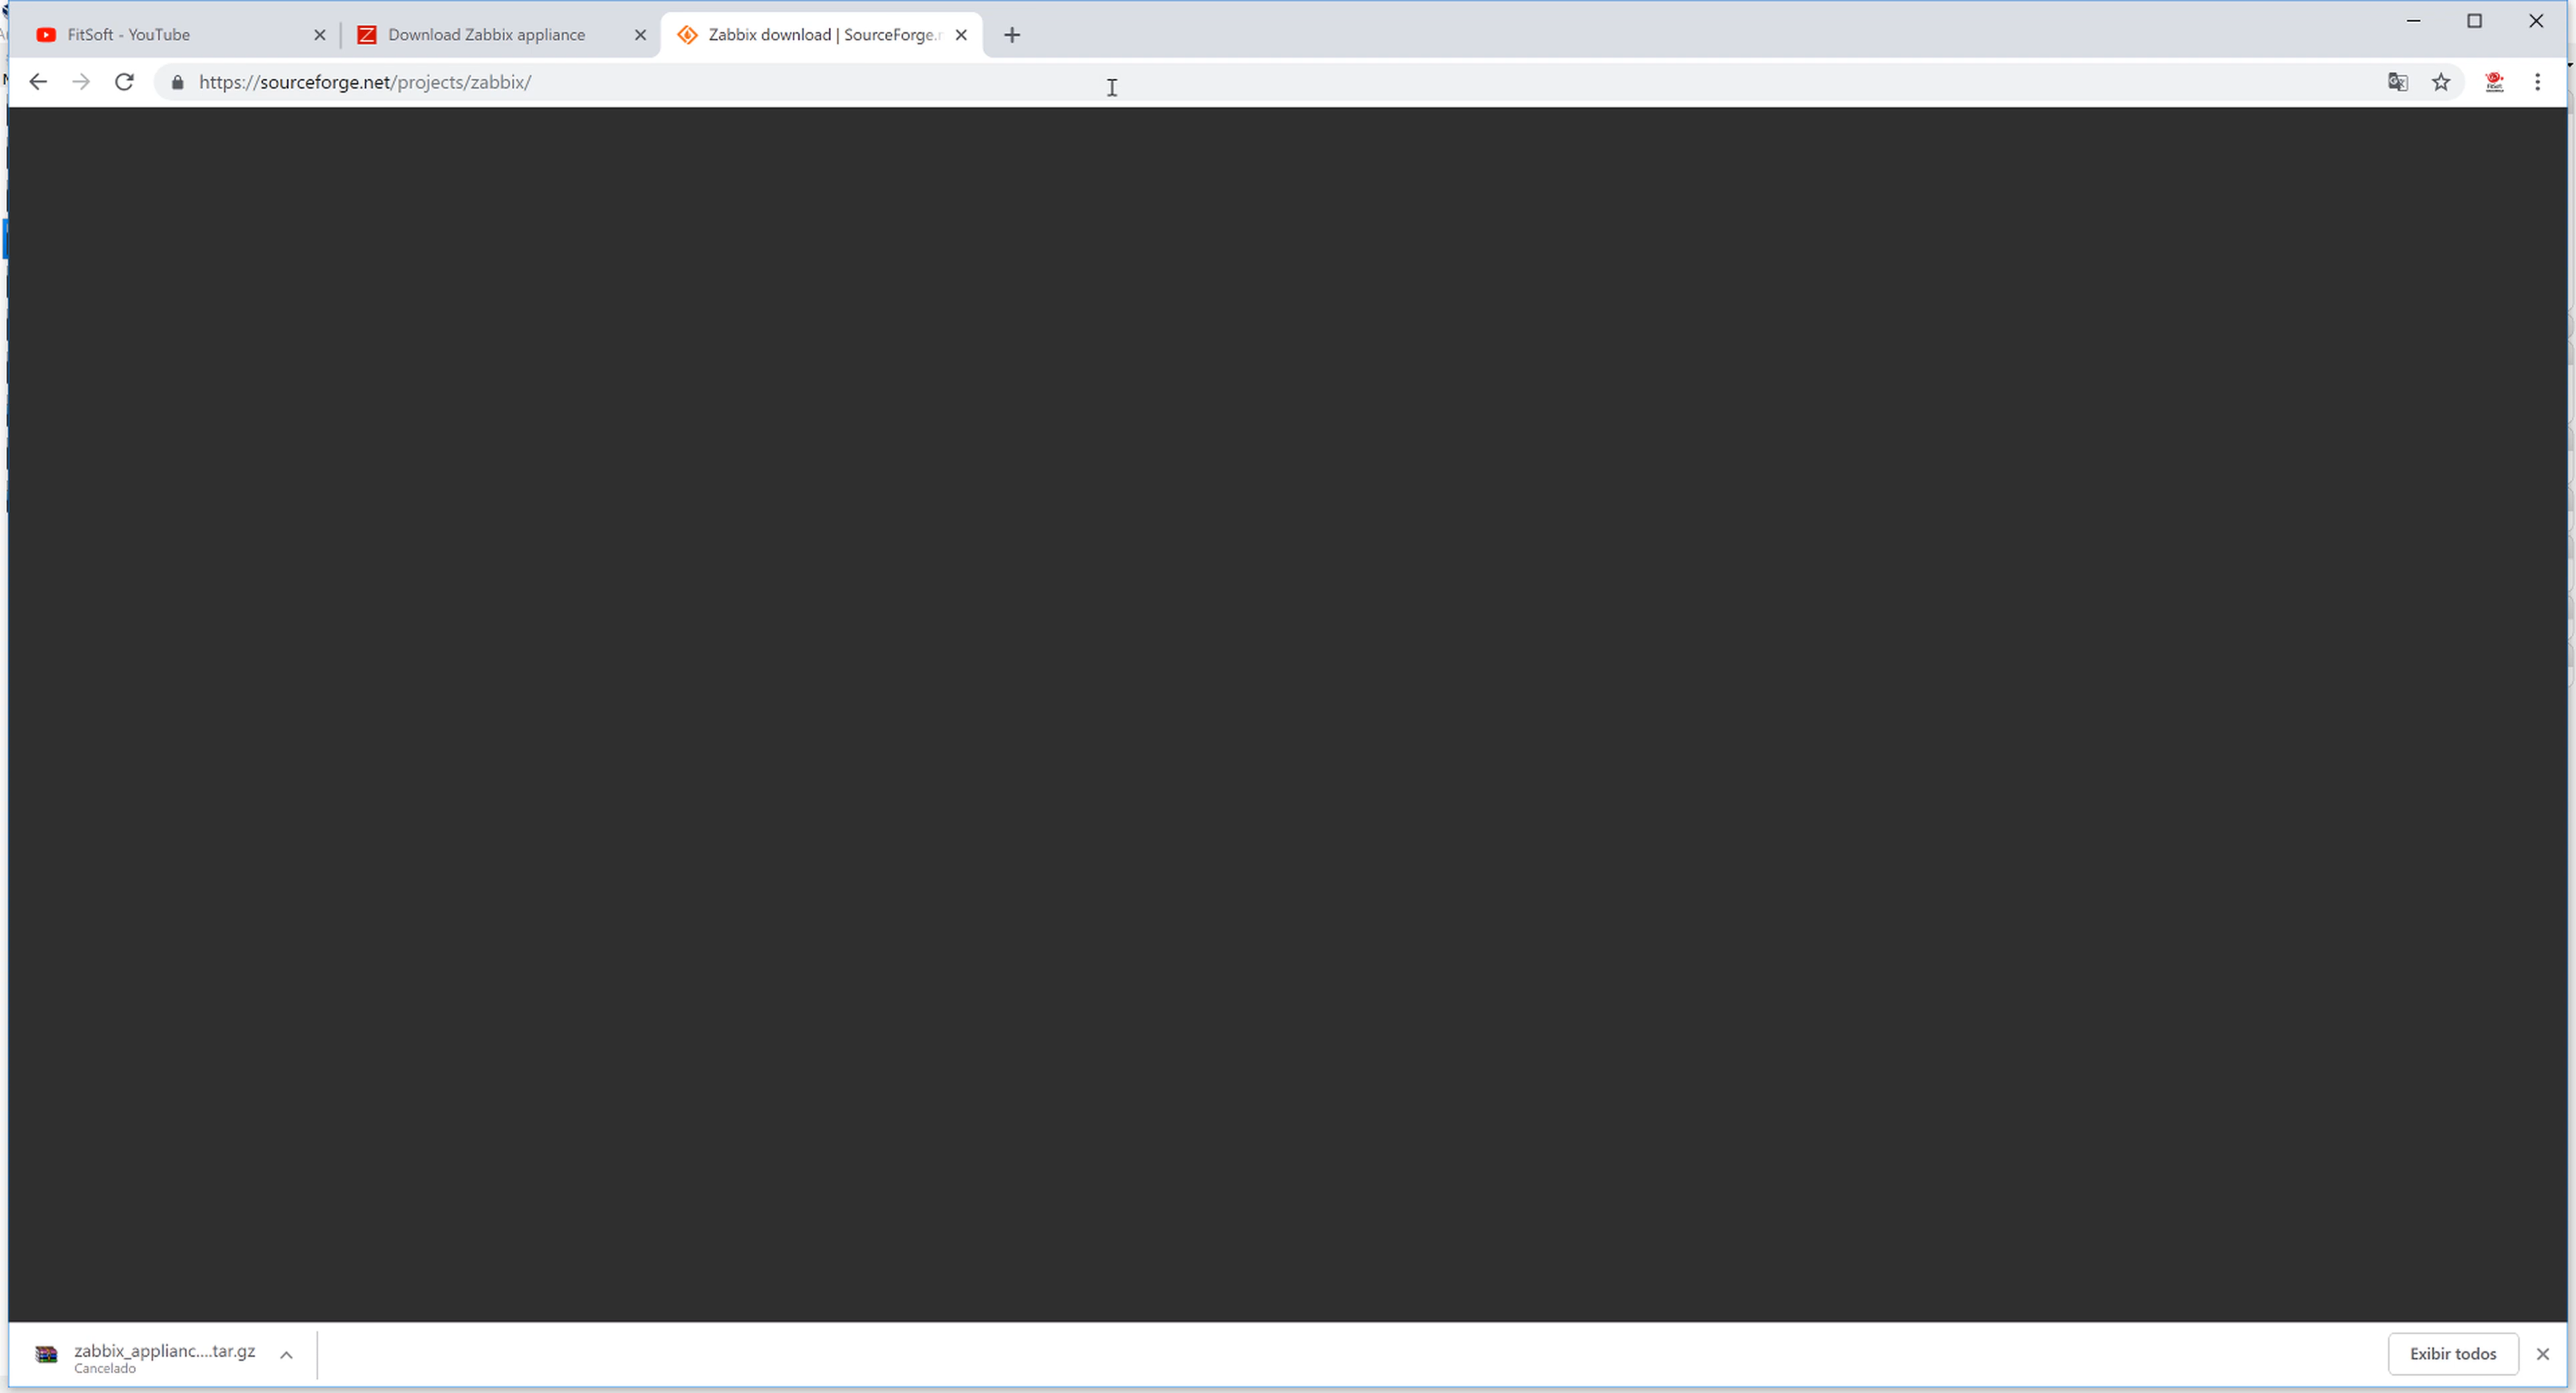 FitSoft - YouTube
Download Zabbix appliance
Zabbix download | SourceForge.
https://sourceforge.net/projects/zabbix/
zabbix_applianc....tar.gz
Cancelado
Exibir todos